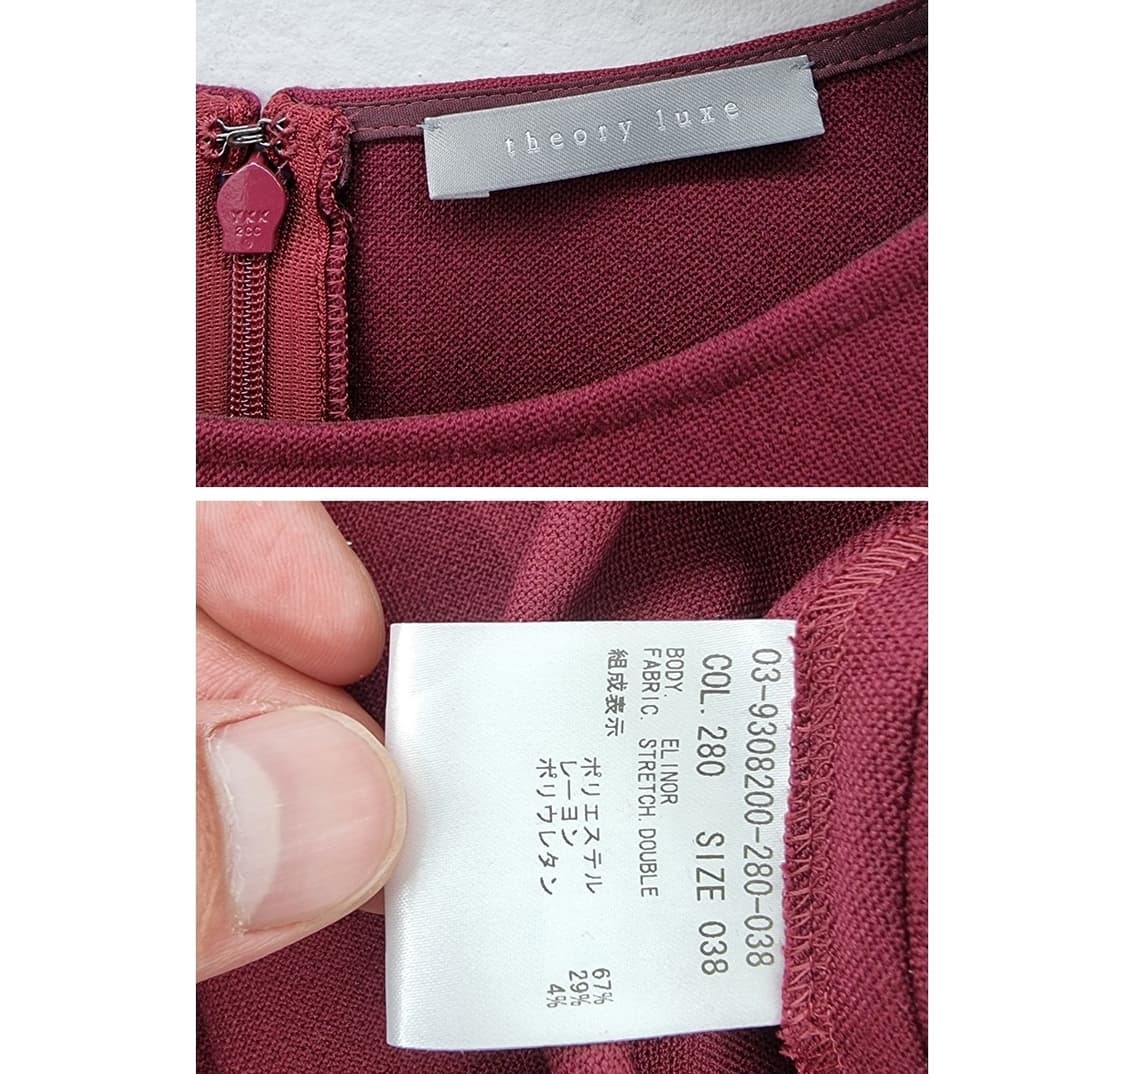 theory luxe
YKK
2CC
03-9308200-280-038
COL. 280 SIZE 038
BODY. ELINOR
FABRIC. STRETCH.DOUBLE
組成表示
ポリエステル 67%
レーヨン 29%
ポリウレタン 4%